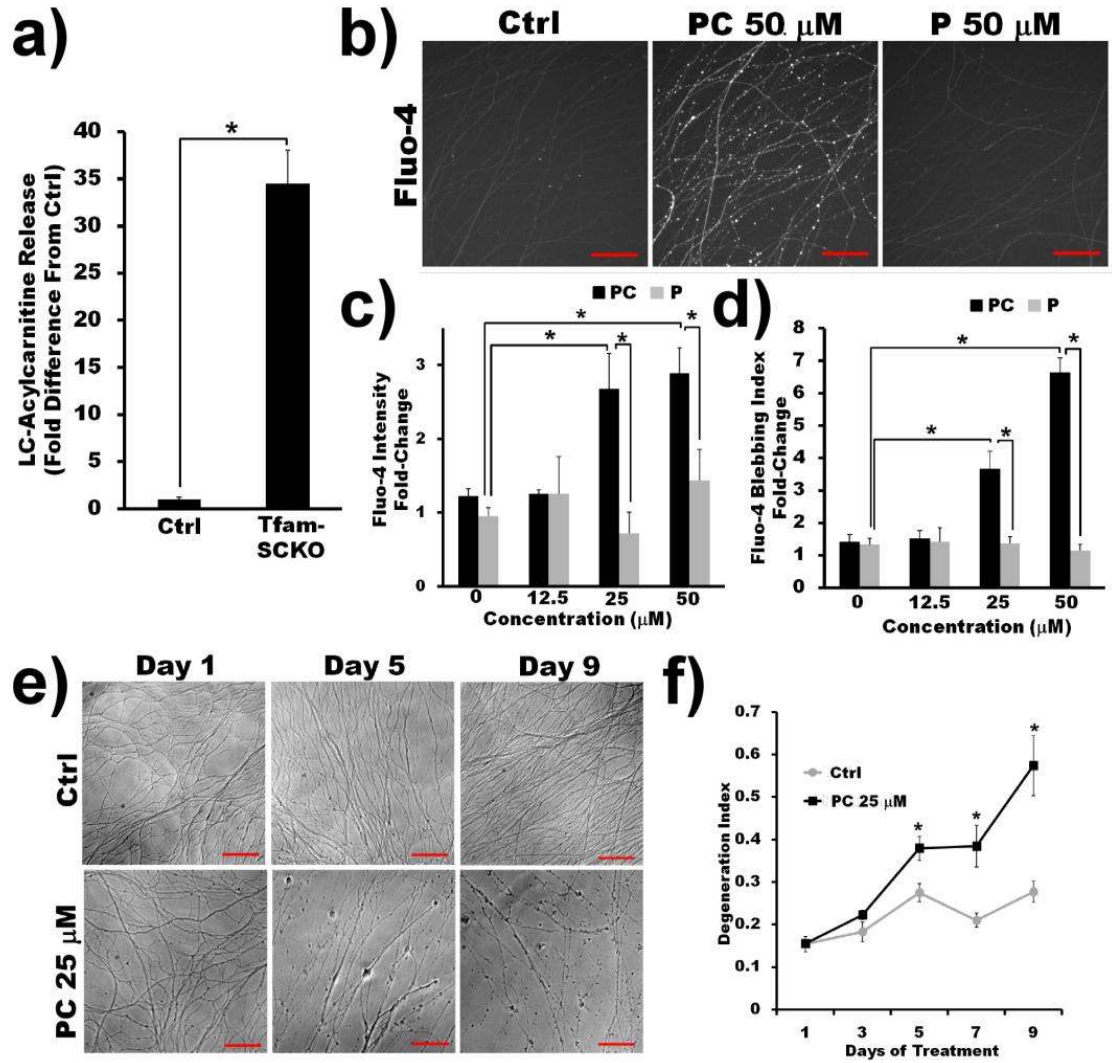 a)
LC-Acylcarnitine Release
(Fold Difference From Ctrl)
40
35
30
25
20
15
10
5
0
*
Ctrl
Tfam-
SCKO
b)
Ctrl
PC 50 μM
P 50 μM
Fluo-4
c)
PC
P
Fluo-4 Intensity
Fold-Change
3
2
1
0
*
*
*
*
0
12.5
25
50
Concentration (μM)
d)
PC
P
Fluo-4 Blebbing Index
Fold-Change
8
7
6
5
4
3
2
1
0
*
*
*
*
0
12.5
25
50
Concentration (μM)
e)
Day 1
Day 5
Day 9
Ctrl
PC 25 μM
f)
Degeneration Index
0.7
0.6
0.5
0.4
0.3
0.2
0.1
0
Ctrl
PC 25 μM
*
*
*
1
3
5
7
9
Days of Treatment